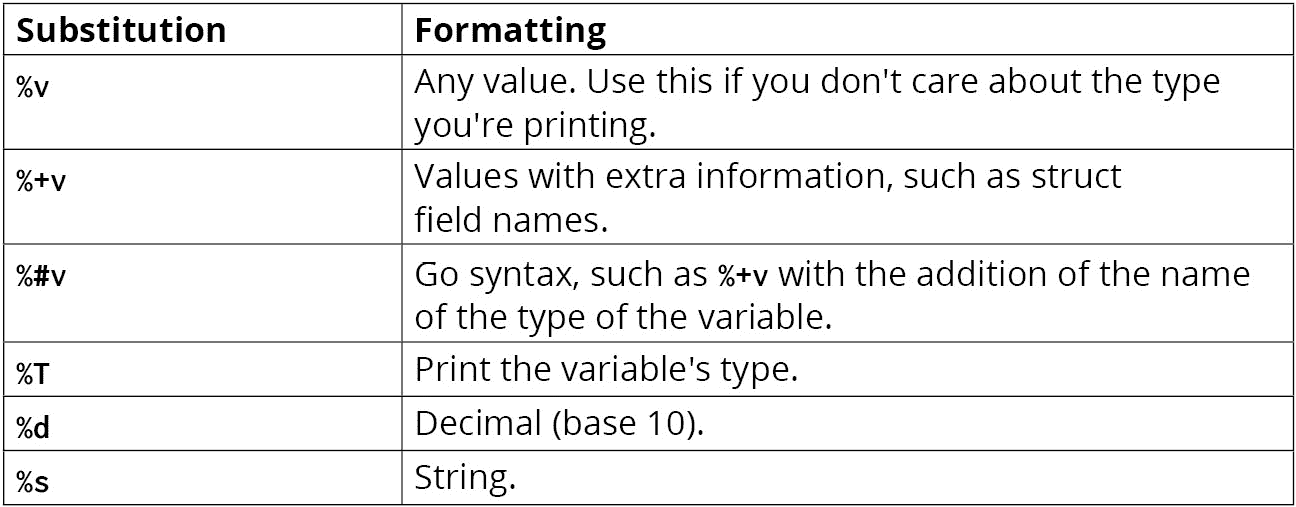 Substitution Formatting
%v Any value. Use this if you don't care about the type
you're printing.
%+v Values with extra information, such as struct
field names.
%#v Go syntax, such as %+v with the addition of the name
of the type of the variable.
%T Print the variable's type.
%d Decimal (base 10).
%s String.